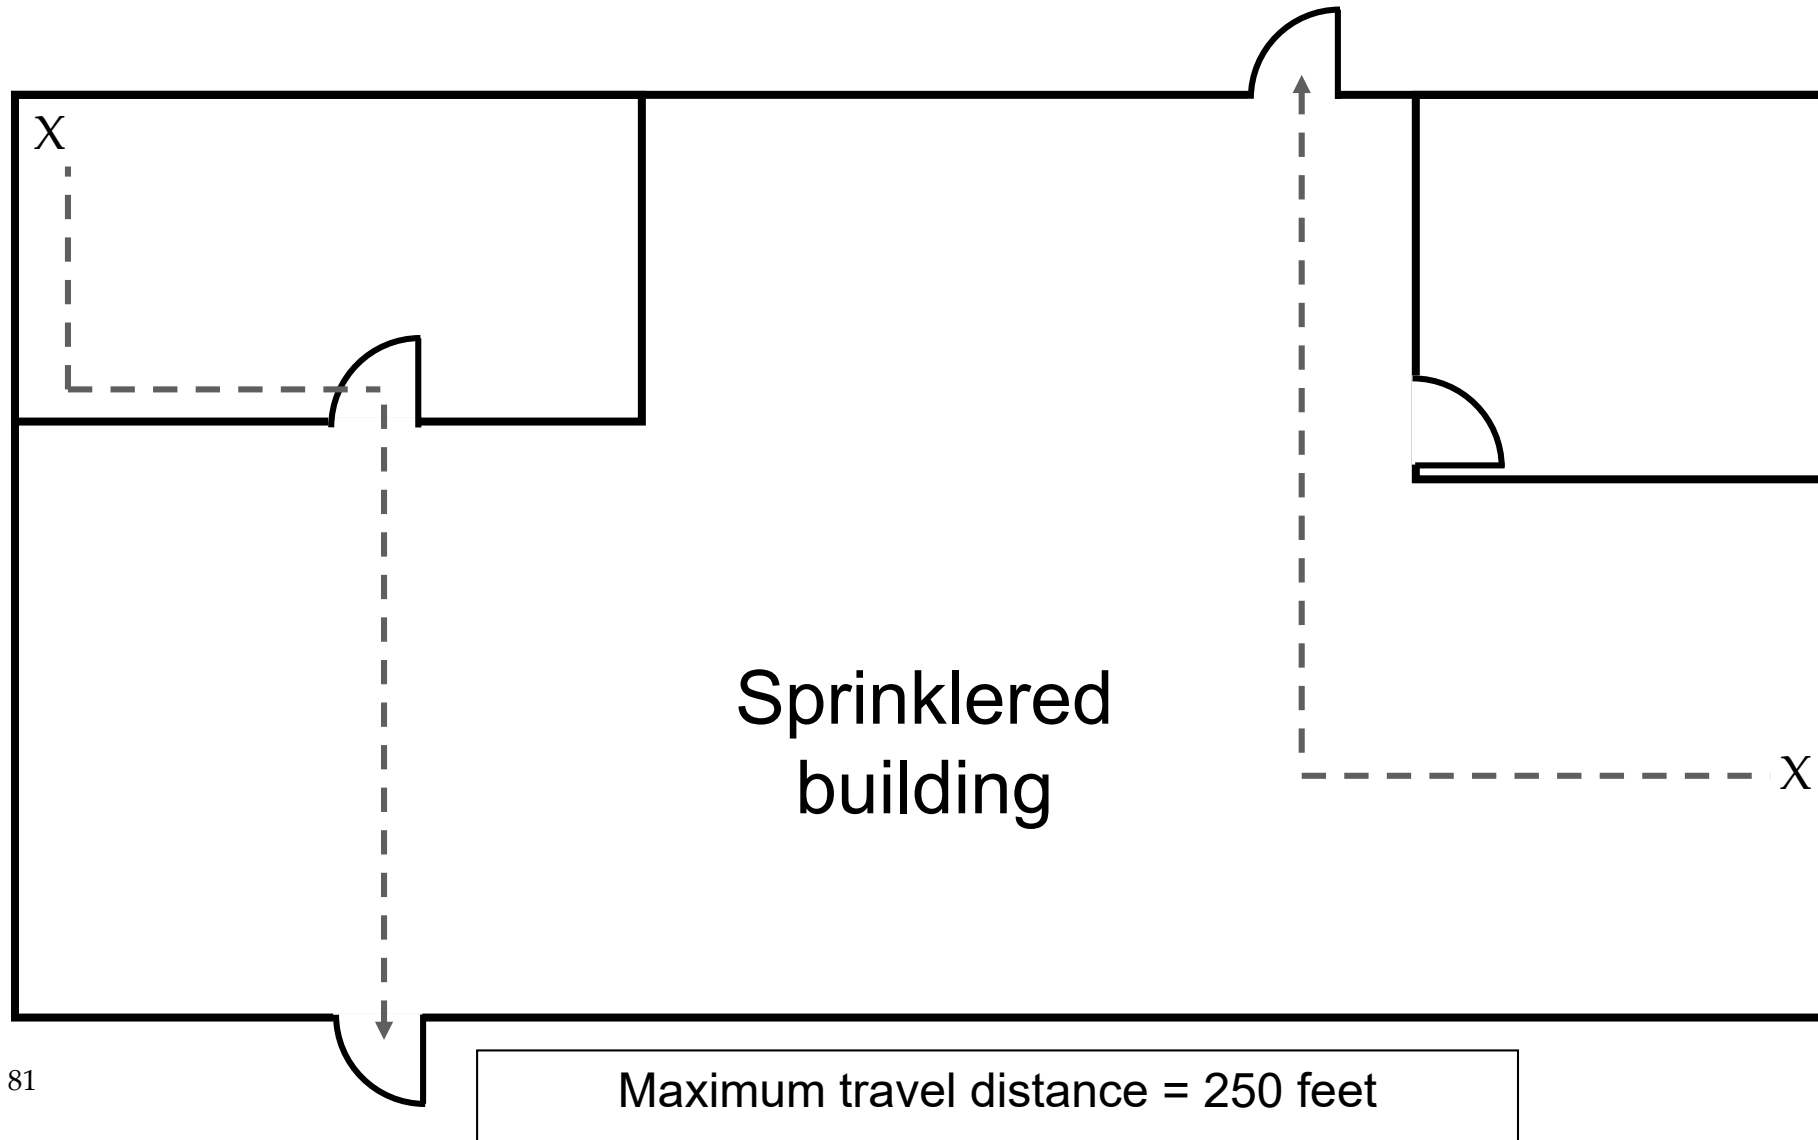 X
Sprinklered
building
X
81
Maximum travel distance = 250 feet